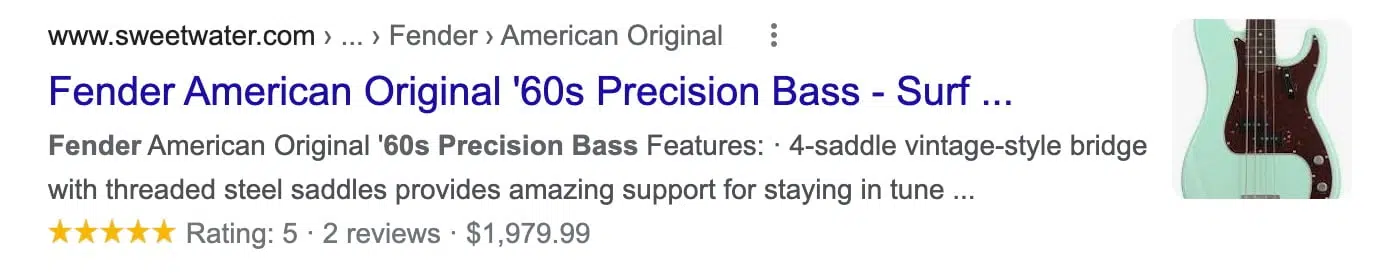 www.sweetwater.com › ... › Fender › American Original
Fender American Original '60s Precision Bass - Surf ...
Fender American Original '60s Precision Bass Features: · 4-saddle vintage-style bridge
with threaded steel saddles provides amazing support for staying in tune ...
★★★★★ Rating: 5 · 2 reviews · $1,979.99